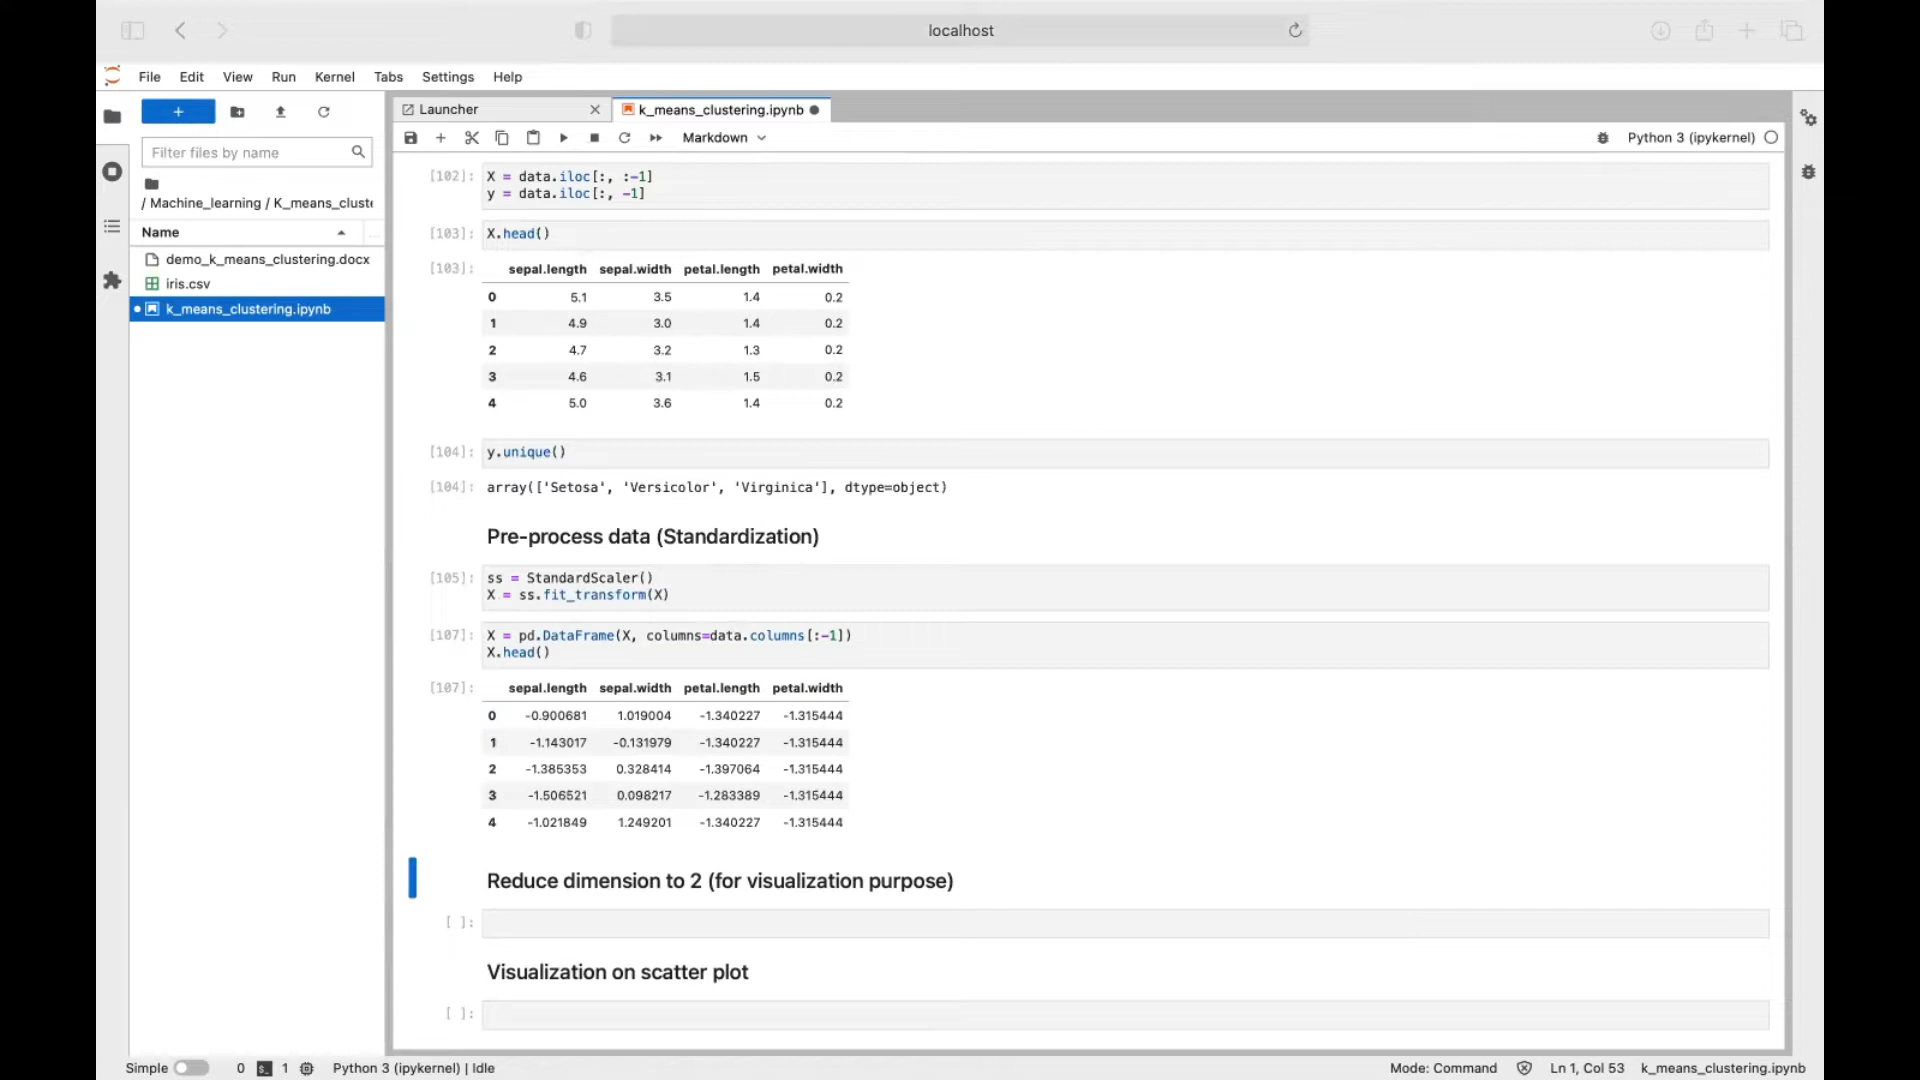 localhost
File Edit View Run Kernel Tabs Settings Help
+
Filter files by name
/ Machine_learning / K_means_cluste
Name
demo_k_means_clustering.docx
iris.csv
k_means_clustering.ipynb
Launcher
k_means_clustering.ipynb
Markdown
Python 3 (ipykernel)
[102]: X = data.iloc[:, :-1]
y = data.iloc[:, -1]
[103]: X.head()
[103]: sepal.length sepal.width petal.length petal.width
0 5.1 3.5 1.4 0.2
1 4.9 3.0 1.4 0.2
2 4.7 3.2 1.3 0.2
3 4.6 3.1 1.5 0.2
4 5.0 3.6 1.4 0.2
[104]: y.unique()
[104]: array(['Setosa', 'Versicolor', 'Virginica'], dtype=object)
Pre-process data (Standardization)
[105]: ss = StandardScaler()
X = ss.fit_transform(X)
[107]: X = pd.DataFrame(X, columns=data.columns[:-1])
X.head()
[107]: sepal.length sepal.width petal.length petal.width
0 -0.900681 1.019004 -1.340227 -1.315444
1 -1.143017 -0.131979 -1.340227 -1.315444
2 -1.385353 0.328414 -1.397064 -1.315444
3 -1.506521 0.098217 -1.283389 -1.315444
4 -1.021849 1.249201 -1.340227 -1.315444
Reduce dimension to 2 (for visualization purpose)
[ ]:
Visualization on scatter plot
[ ]:
Simple 0 1 Python 3 (ipykernel) | Idle Mode: Command Ln 1, Col 53 k_means_clustering.ipynb